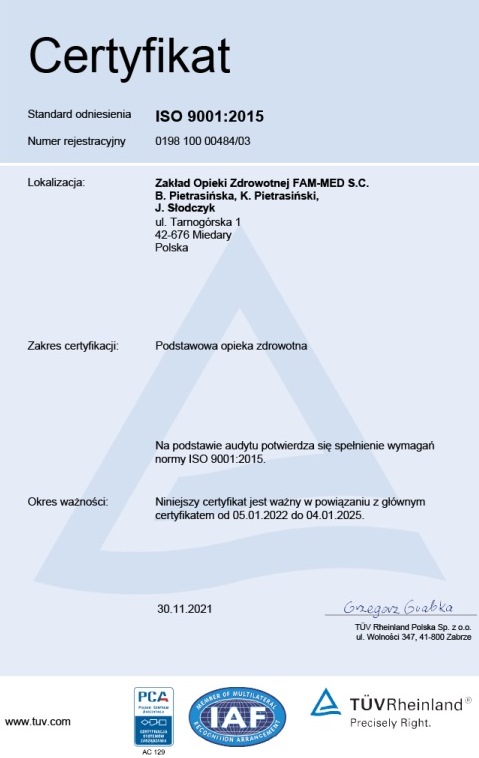 Certyfikat
Standard odniesienia ISO 9001:2015
Numer rejestracyjny 0198 100 00484/03
Lokalizacja: Zakład Opieki Zdrowotnej FAM-MED S.C.
B. Pietrasińska, K. Pietrasiński,
J. Słodczyk
ul. Tarnogórska 1
42-676 Miedary
Polska
Zakres certyfikacji: Podstawowa opieka zdrowotna
Na podstawie audytu potwierdza się spełnienie wymagań
normy ISO 9001:2015.
Okres ważności: Niniejszy certyfikat jest ważny w powiązaniu z głównym
certyfikatem od 05.01.2022 do 04.01.2025.
30.11.2021
Grzegorz Grabka
TÜV Rheinland Polska Sp. z o.o.
ul. Wolności 347, 41-800 Zabrze
www.tuv.com
PCA
POLSKIE CENTRUM
AKREDYTACJI
CERTYFIKACJA
SYSTEMÓW
ZARZĄDZANIA
AC 129
MEMBER OF MULTILATERAL
IAF
RECOGNITION ARRANGEMENT
TÜVRheinland®
Precisely Right.